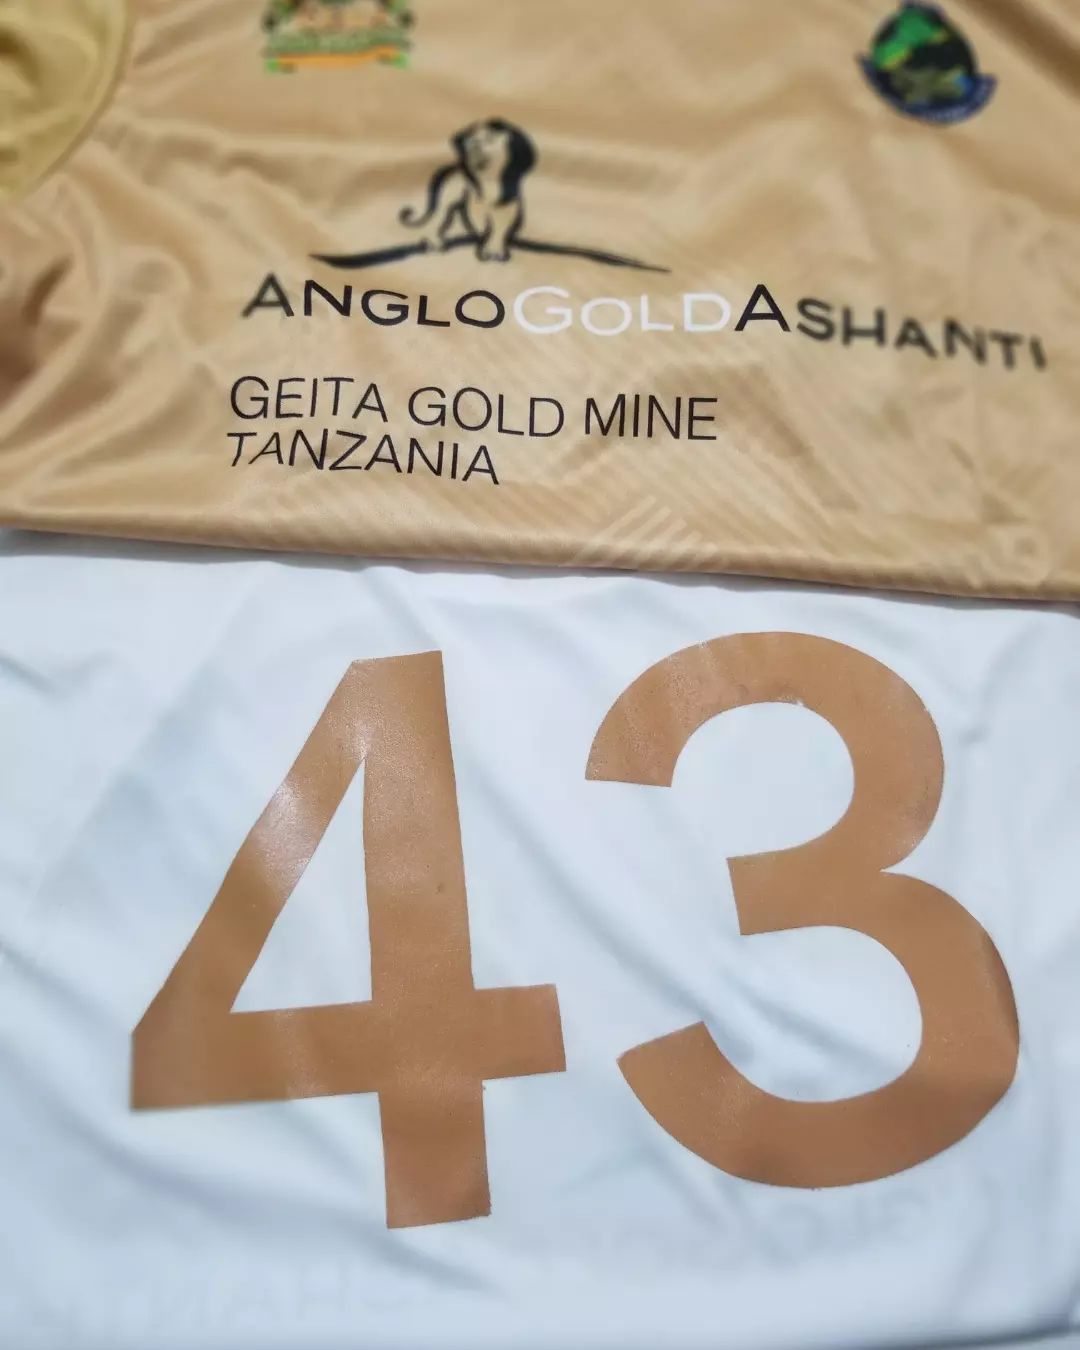 ANGLOGOLDASHANTI
GEITA GOLD MINE
TANZANIA
43